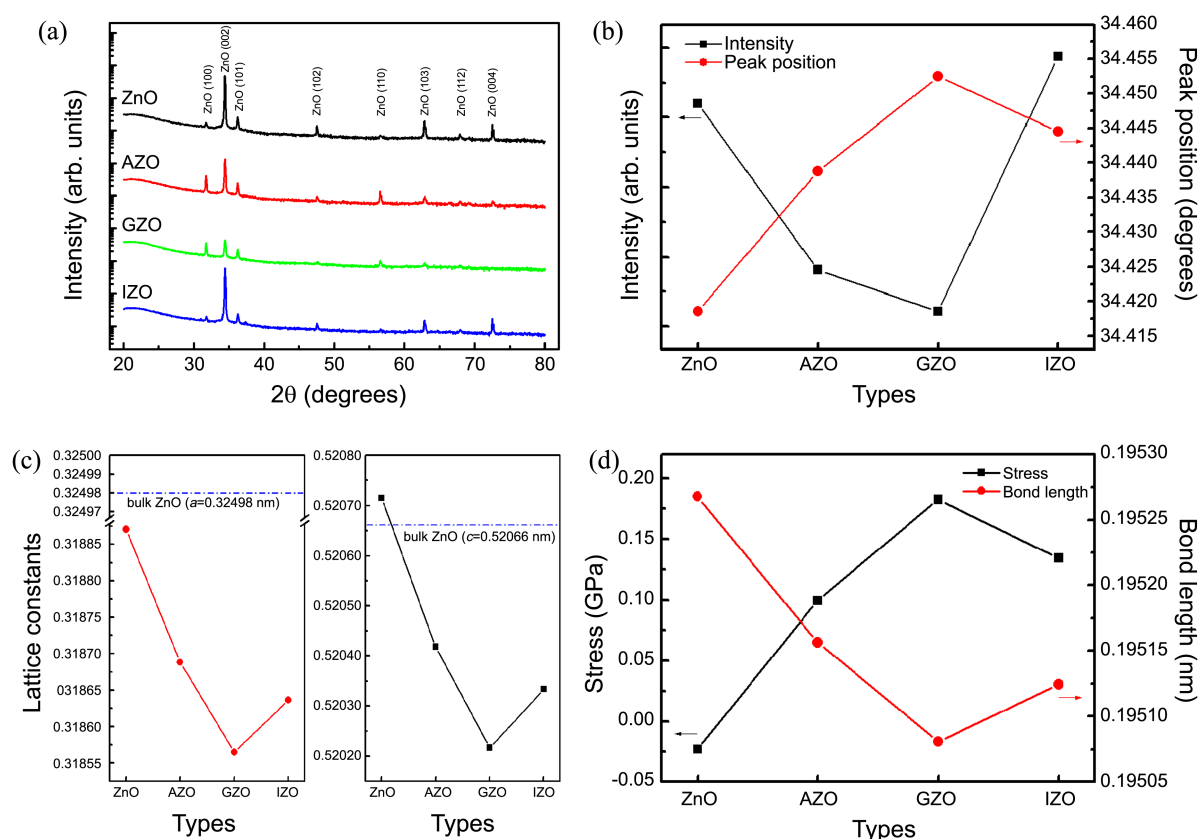 (a)
ZnO (100)
ZnO (002)
ZnO (101)
ZnO (102)
ZnO (110)
ZnO (103)
ZnO (112)
ZnO (004)
ZnO
AZO
GZO
IZO
Intensity (arb. units)
20 30 40 50 60 70 80
2θ (degrees)
(b)
Intensity
Peak position
Intensity (arb. units)
34.460
34.455
34.450
34.445
34.440
34.435
34.430
34.425
34.420
34.415
Peak position (degrees)
ZnO AZO GZO IZO
Types
(c)
Lattice constants
0.32500
0.32499
0.32498
0.32497
0.31885
0.31880
0.31875
0.31870
031865
0.31860
0.31855
bulk ZnO (a=0.32498 nm)
ZnO AZO GZO IZO
Types
0.52080
0.52070
0.52060
0.52050
0.52040
0.52030
0.52020
bulk ZnO (c=0.52066 nm)
ZnO AZO GZO IZO
Types
(d)
Stress
Bond length
Stress (GPa)
0.20
0.15
0.10
0.05
0.00
-0.05
0.19530
0.19525
0.19520
0.19515
0.19510
0.19505
Bond length (nm)
ZnO AZO GZO IZO
Types